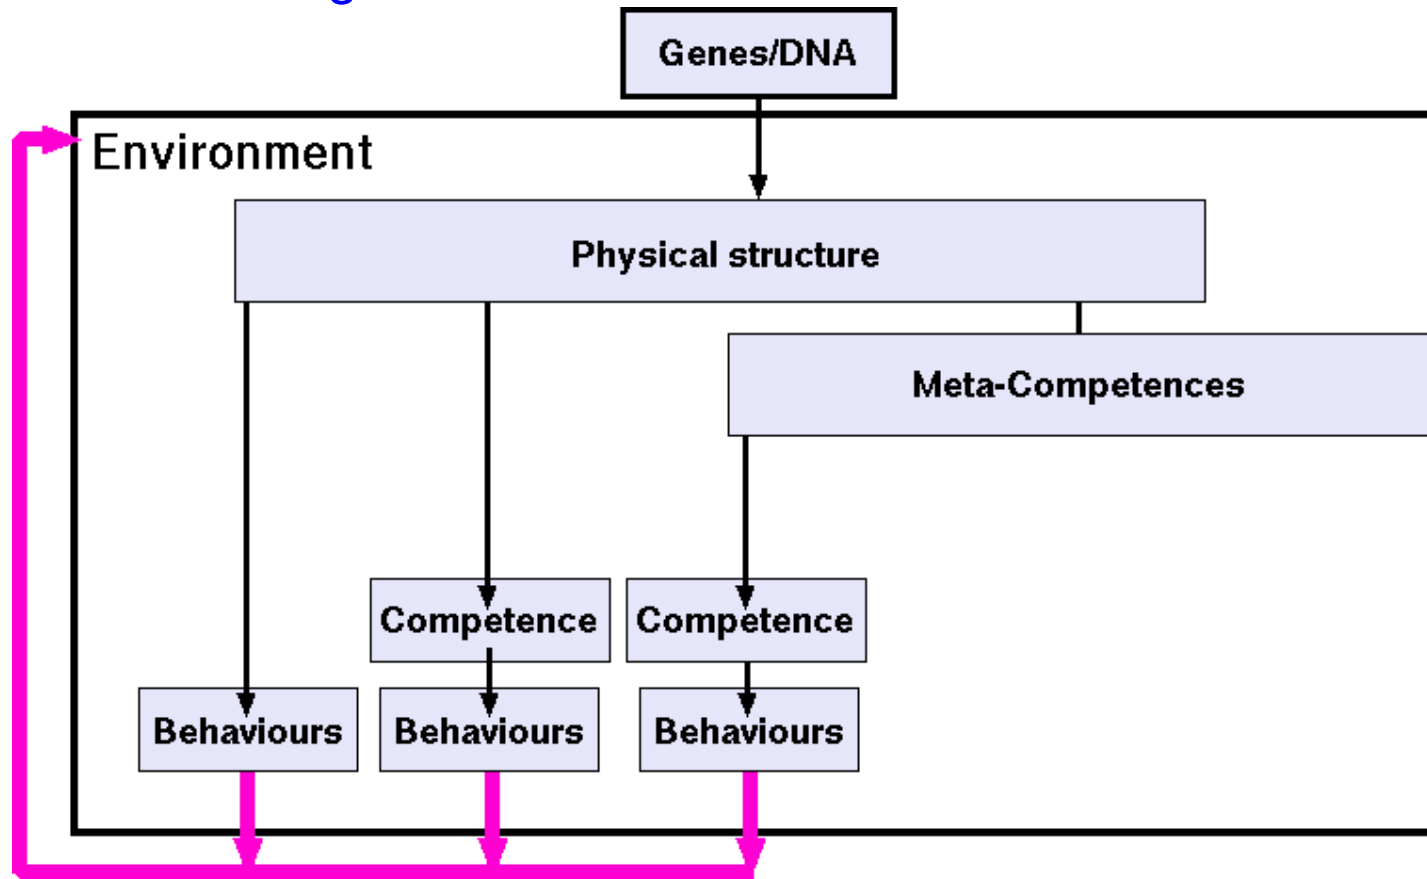 Genes/DNA
Environment
Physical structure
Meta-Competences
Competence
Competence
Behaviours
Behaviours
Behaviours